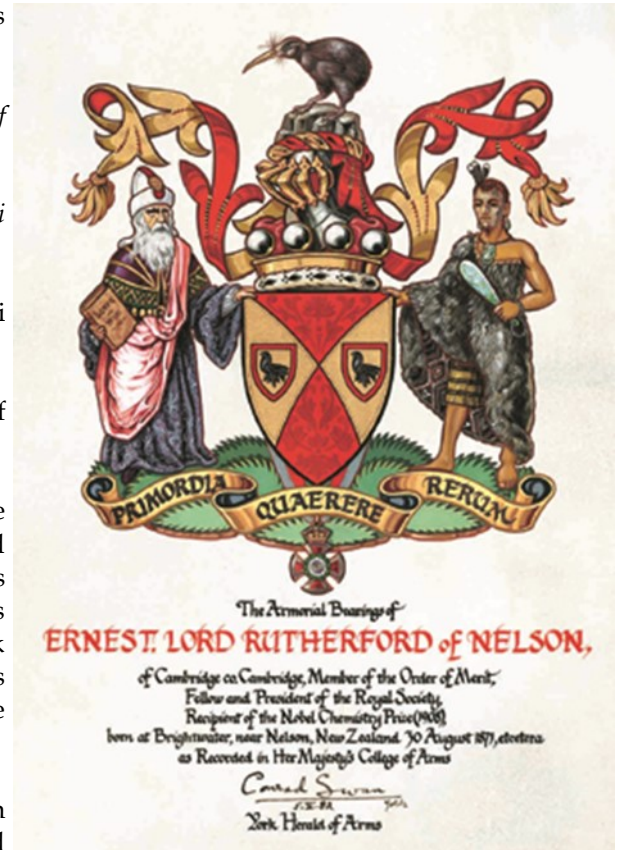 s
f
i
i
f
e
l
s
s
k
s
e
n
l
PRIMORDIA QUAERERE RERUM
The Armorial Bearings of
ERNEST, LORD RUTHERFORD of NELSON,
of Cambridge co. Cambridge, Member of the Order of Merit,
Fellow and President of the Royal Society,
Recipient of the Nobel Chemistry Prize (1908)
born at Brightwater, near Nelson, New Zealand 30 August 1871, etcetera
as Recorded in Her Majesty's College of Arms
Conrad Swan
York Herald of Arms